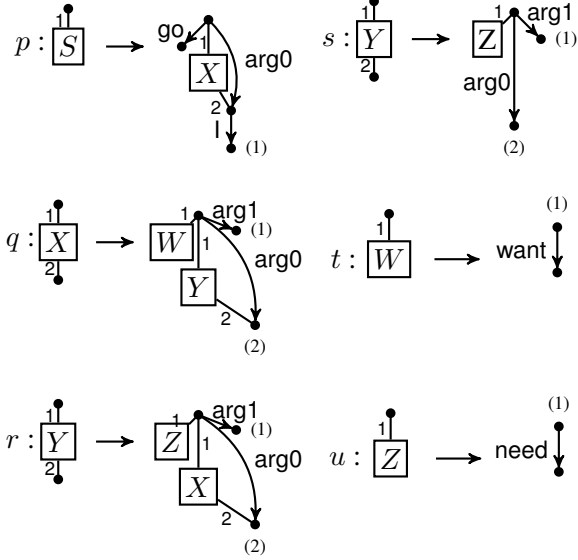 p : S 1 → go 1 X 2 arg0 l (1)
s : Y 1 2 → Z 1 arg1 (1) arg0 (2)
q : X 1 2 → W 1 arg1 (1) 1 Y 2 arg0 (2)
t : W 1 → want (1)
r : Y 1 2 → Z 1 arg1 (1) 1 X 2 arg0 (2)
u : Z 1 → need (1)